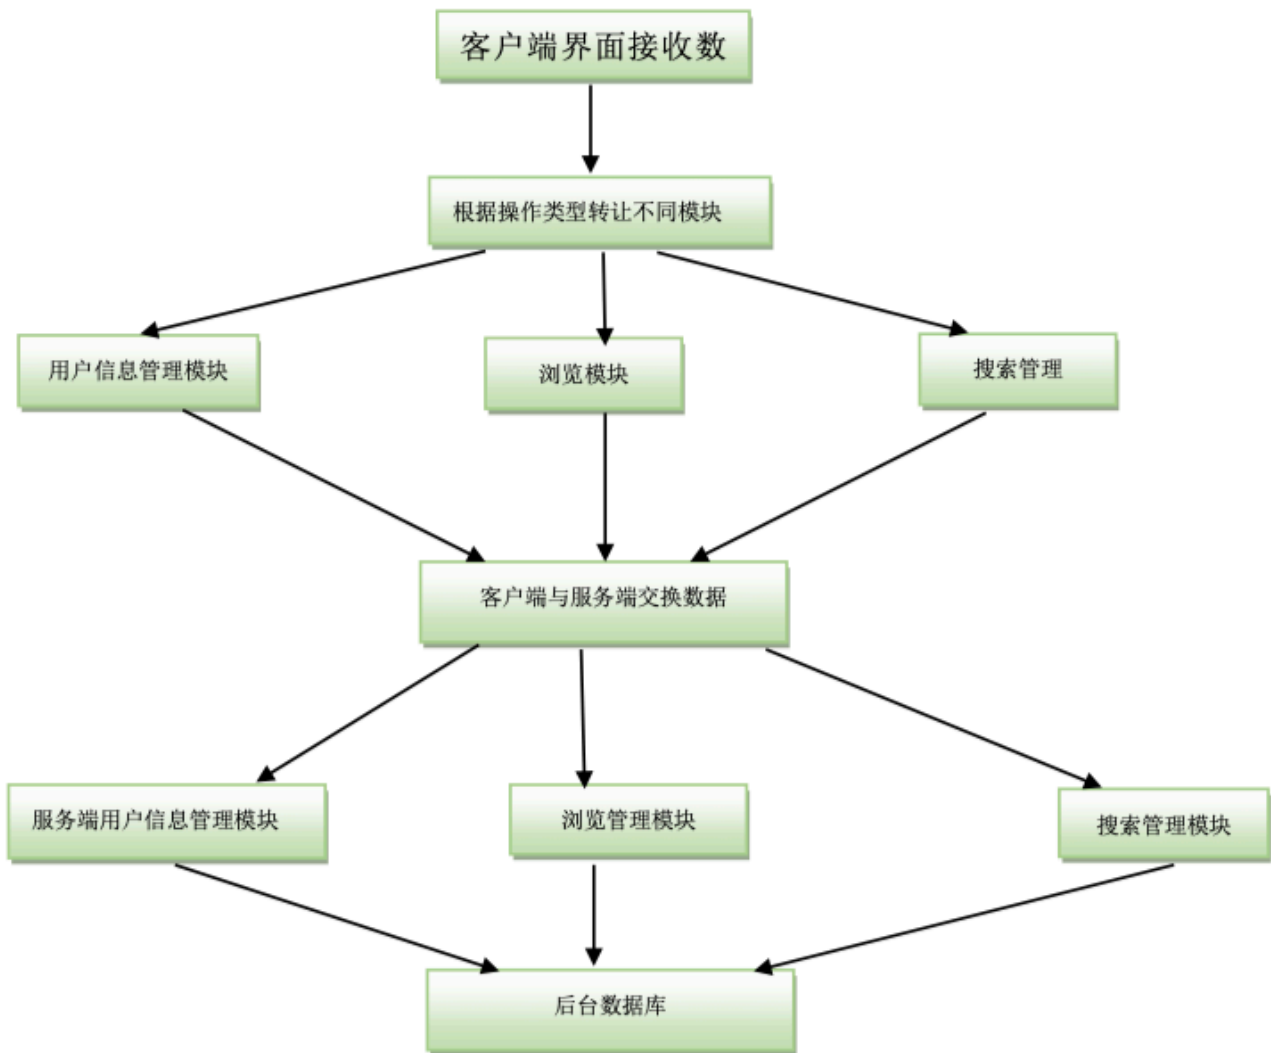 客户端界面接收数
根据操作类型转让不同模块
用户信息管理模块
浏览模块
搜索管理
客户端与服务端交换数据
服务端用户信息管理模块
浏览管理模块
搜索管理模块
后台数据库